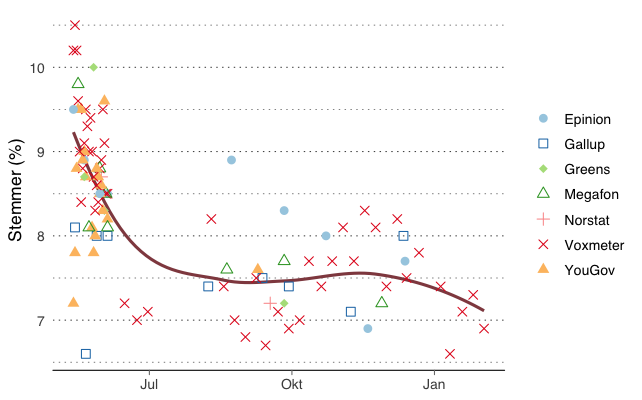 Stemmer (%)
10
9
8
7
Jul
Okt
Jan
Epinion
Gallup
Greens
Megafon
Norstat
Voxmeter
YouGov